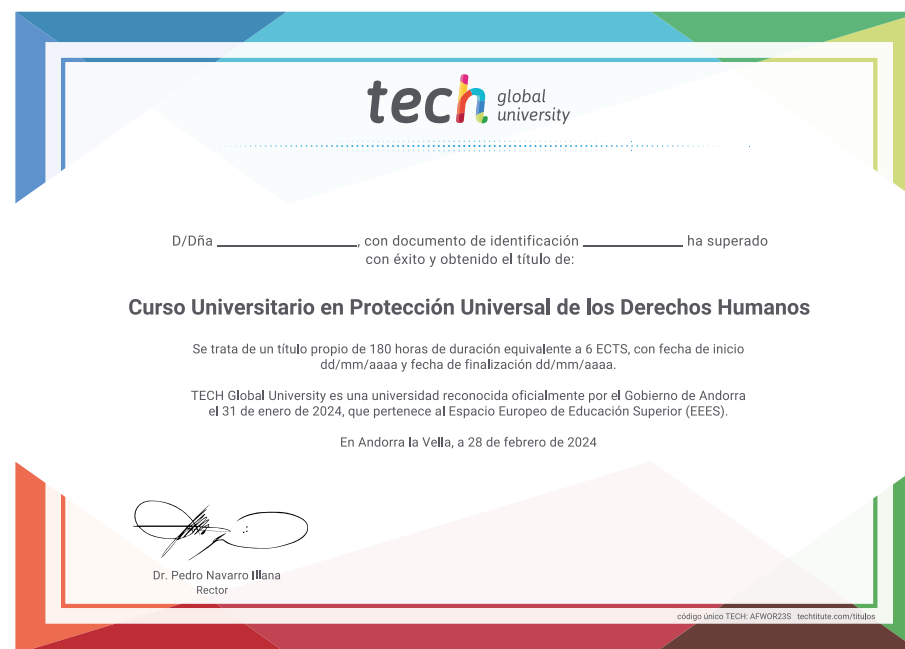 tech global university
D/Dña ____________________, con documento de identificación ______________ ha superado
con éxito y obtenido el título de:
Curso Universitario en Protección Universal de los Derechos Humanos
Se trata de un título propio de 180 horas de duración equivalente a 6 ECTS, con fecha de inicio
dd/mm/aaaa y fecha de finalización dd/mm/aaaa.
TECH Global University es una universidad reconocida oficialmente por el Gobierno de Andorra
el 31 de enero de 2024, que pertenece al Espacio Europeo de Educación Superior (EEES).
En Andorra la Vella, a 28 de febrero de 2024
Dr. Pedro Navarro Illana
Rector
código único TECH: AFWOR23S techtitute.com/titulos